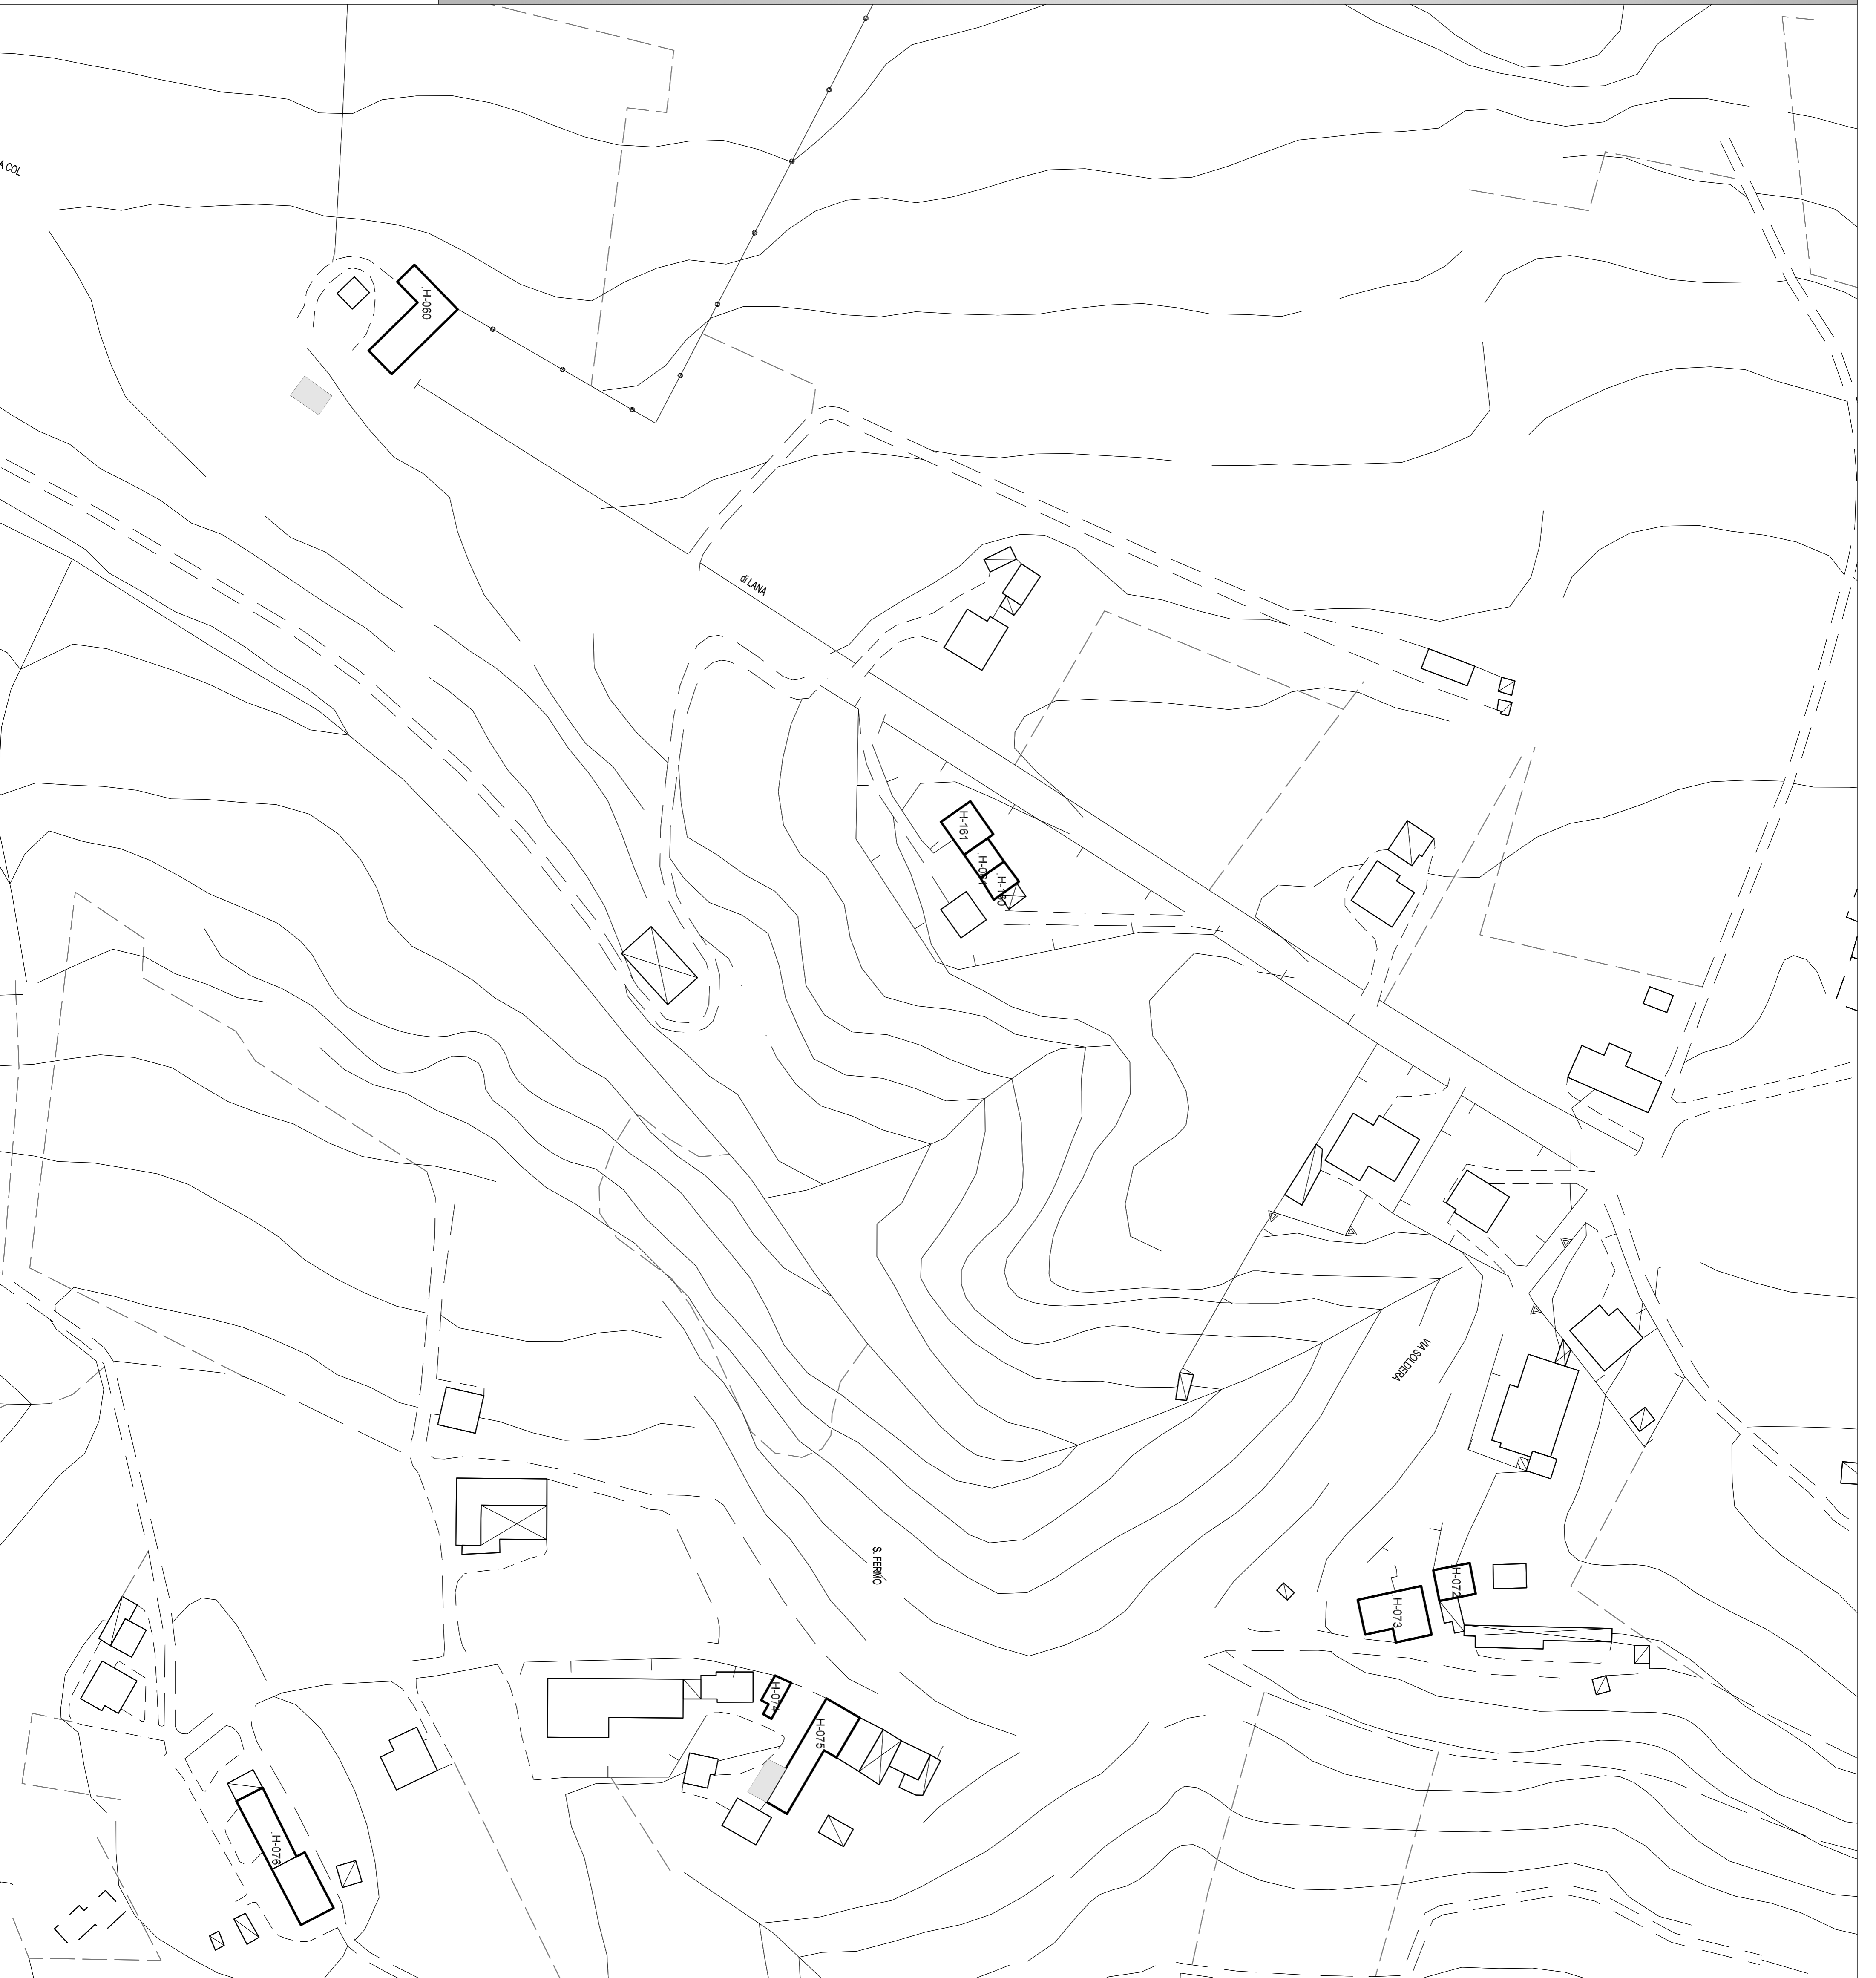 A COL
H-060
di LANA
H-161
H-160
VIA SOLDERA
S. FERMO
H-072
H-073
H-074
H-075
H-076